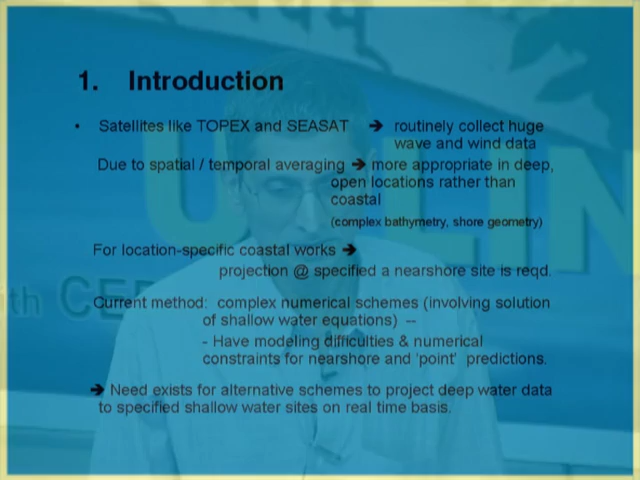 1. Introduction
• Satellites like TOPEX and SEASAT ➔ routinely collect huge
wave and wind data
Due to spatial / temporal averaging ➔ more appropriate in deep,
open locations rather than
coastal
(complex bathymetry, shore geometry)
For location-specific coastal works ➔
projection @ specified a nearshore site is reqd.
Current method: complex numerical schemes (involving solution
of shallow water equations) --
- Have modeling difficulties & numerical
constraints for nearshore and 'point' predictions.
➔ Need exists for alternative schemes to project deep water data
to specified shallow water sites on real time basis.